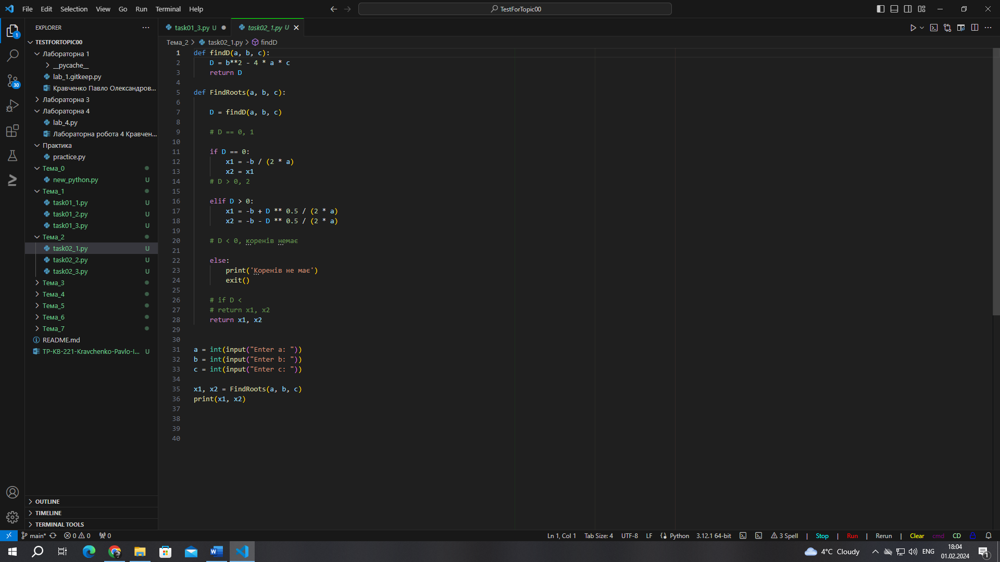 File Edit Selection View Go Run Terminal Help
TestForTopic00
EXPLORER
TESTFORTOPIC00
Лабораторна 1
__pycache__
lab_1.gitkeep.py
Кравченко Павло Олександров...
Лабораторна 3
Лабораторна 4
lab_4.py
Лабораторна робота 4 Кравчен...
Практика
practice.py
Тема_0
new_python.py U
Тема_1
task01_1.py U
task01_2.py U
task01_3.py U
Тема_2
task02_1.py U
task02_2.py U
task02_3.py U
Тема_3
Тема_4
Тема_5
Тема_6
Тема_7
README.md
TP-KB-221-Kravchenko-Pavlo-I... U
OUTLINE
TIMELINE
TERMINAL TOOLS
1
30
task01_3.py U
task02_1.py U
Тема_2 > task02_1.py > findD
1 def findD(a, b, c):
2 D = b**2 - 4 * a * c
3 return D
4
5 def FindRoots(a, b, c):
6
7 D = findD(a, b, c)
8
9 # D == 0, 1
10
11 if D == 0:
12 x1 = -b / (2 * a)
13 x2 = x1
14 # D > 0, 2
15
16 elif D > 0:
17 x1 = -b + D ** 0.5 / (2 * a)
18 x2 = -b - D ** 0.5 / (2 * a)
19
20 # D < 0, коренів немає
21
22 else:
23 print('Коренів не має')
24 exit()
25
26 # if D <
27 # return x1, x2
28 return x1, x2
29
30
31 a = int(input("Enter a: "))
32 b = int(input("Enter b: "))
33 c = int(input("Enter c: "))
34
35 x1, x2 = FindRoots(a, b, c)
36 print(x1, x2)
37
38
39
40
main* 0 0 0
Ln 1, Col 1 Tab Size: 4 UTF-8 LF Python 3.12.1 64-bit 3 Spell | Stop | Run | Rerun | Clear cmd CD
4°C Cloudy ENG
18:04
01.02.2024
1